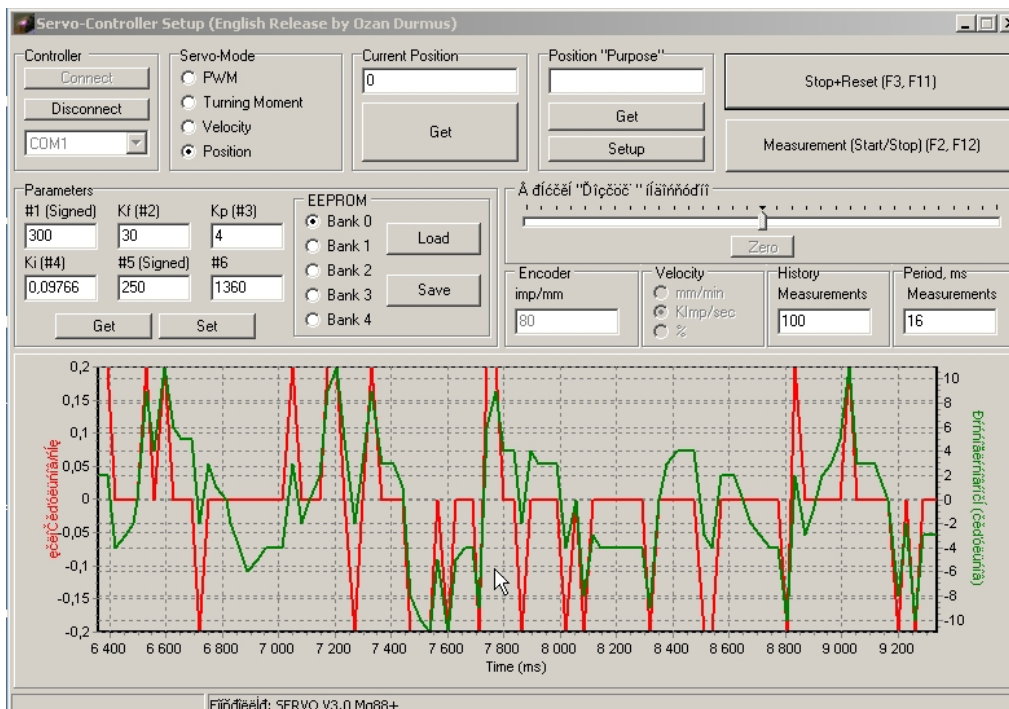 Servo-Controller Setup (English Release by Ozan Durmus)
Controller
Connect
Disconnect
COM1
Servo-Mode
PWM
Turning Moment
Velocity
Position
Current Position
0
Get
Position "Purpose"
Get
Setup
Stop+Reset (F3, F11)
Measurement (Start/Stop) (F2, F12)
Parameters
#1 (Signed) Kf (#2) Kp (#3)
300 30 4
Ki (#4) #5 (Signed) #6
0,09766 250 1360
Get Set
EEPROM
Bank 0
Bank 1
Bank 2
Bank 3
Bank 4
Load
Save
Zero
Encoder
imp/mm
80
Velocity
mm/min
KImp/sec
%
History
Measurements
100
Period, ms
Measurements
16
0,2
0,15
0,1
0,05
0
-0,05
-0,1
-0,15
-0,2
10
8
6
4
2
0
-2
-4
-6
-8
-10
6 400 6 600 6 800 7 000 7 200 7 400 7 600 7 800 8 000 8 200 8 400 8 600 8 800 9 000 9 200
Time (ms)
SERVO V3.0 Mg88+